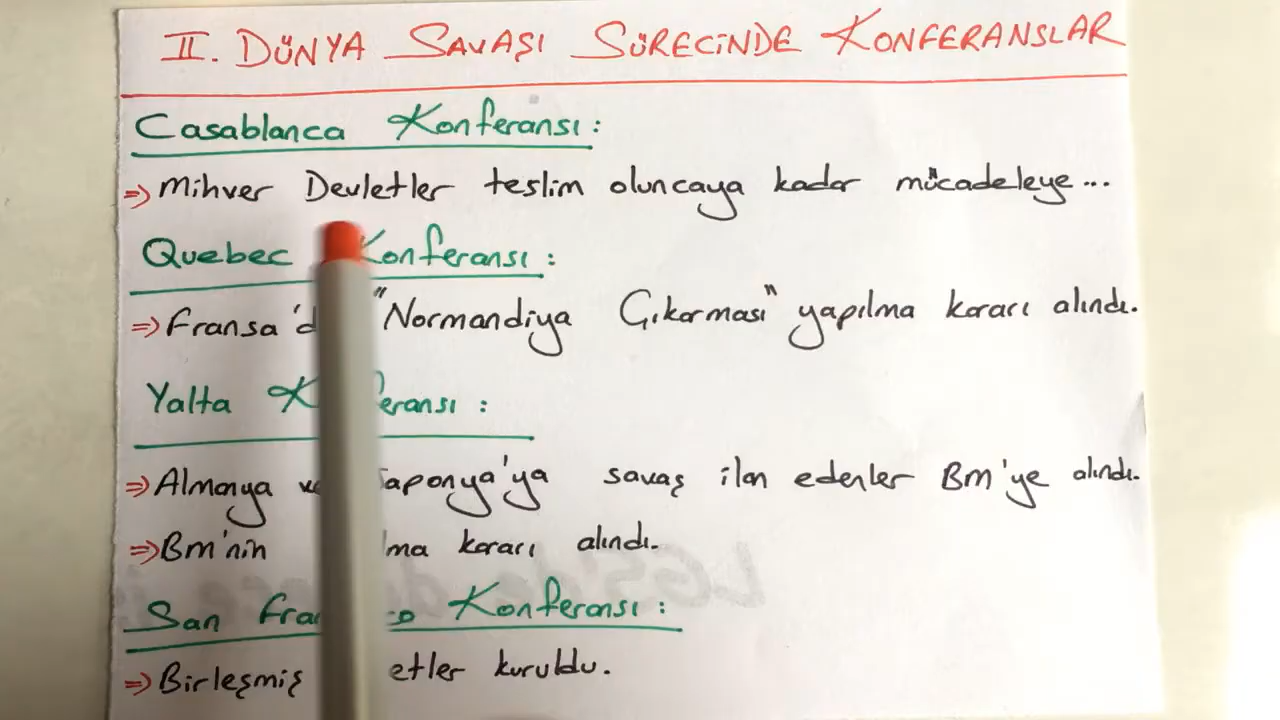 II. DÜNYA SAVAŞI SÜRECİNDE KONFERANSLAR
Casablanca Konferansı:
⇒ Mihver Devletler teslim oluncaya kadar mücadeleye...
Quebec Konferansı:
⇒ Fransa'd "Normandiya Çıkarması" yapılma kararı alındı.
Yalta Konferansı:
⇒ Almanya ve Japonya'ya savaş ilan edenler Bm'ye alındı.
⇒ Bm'nin kararı alındı.
San Francisco Konferansı:
⇒ Birleşmiş kuruldu.